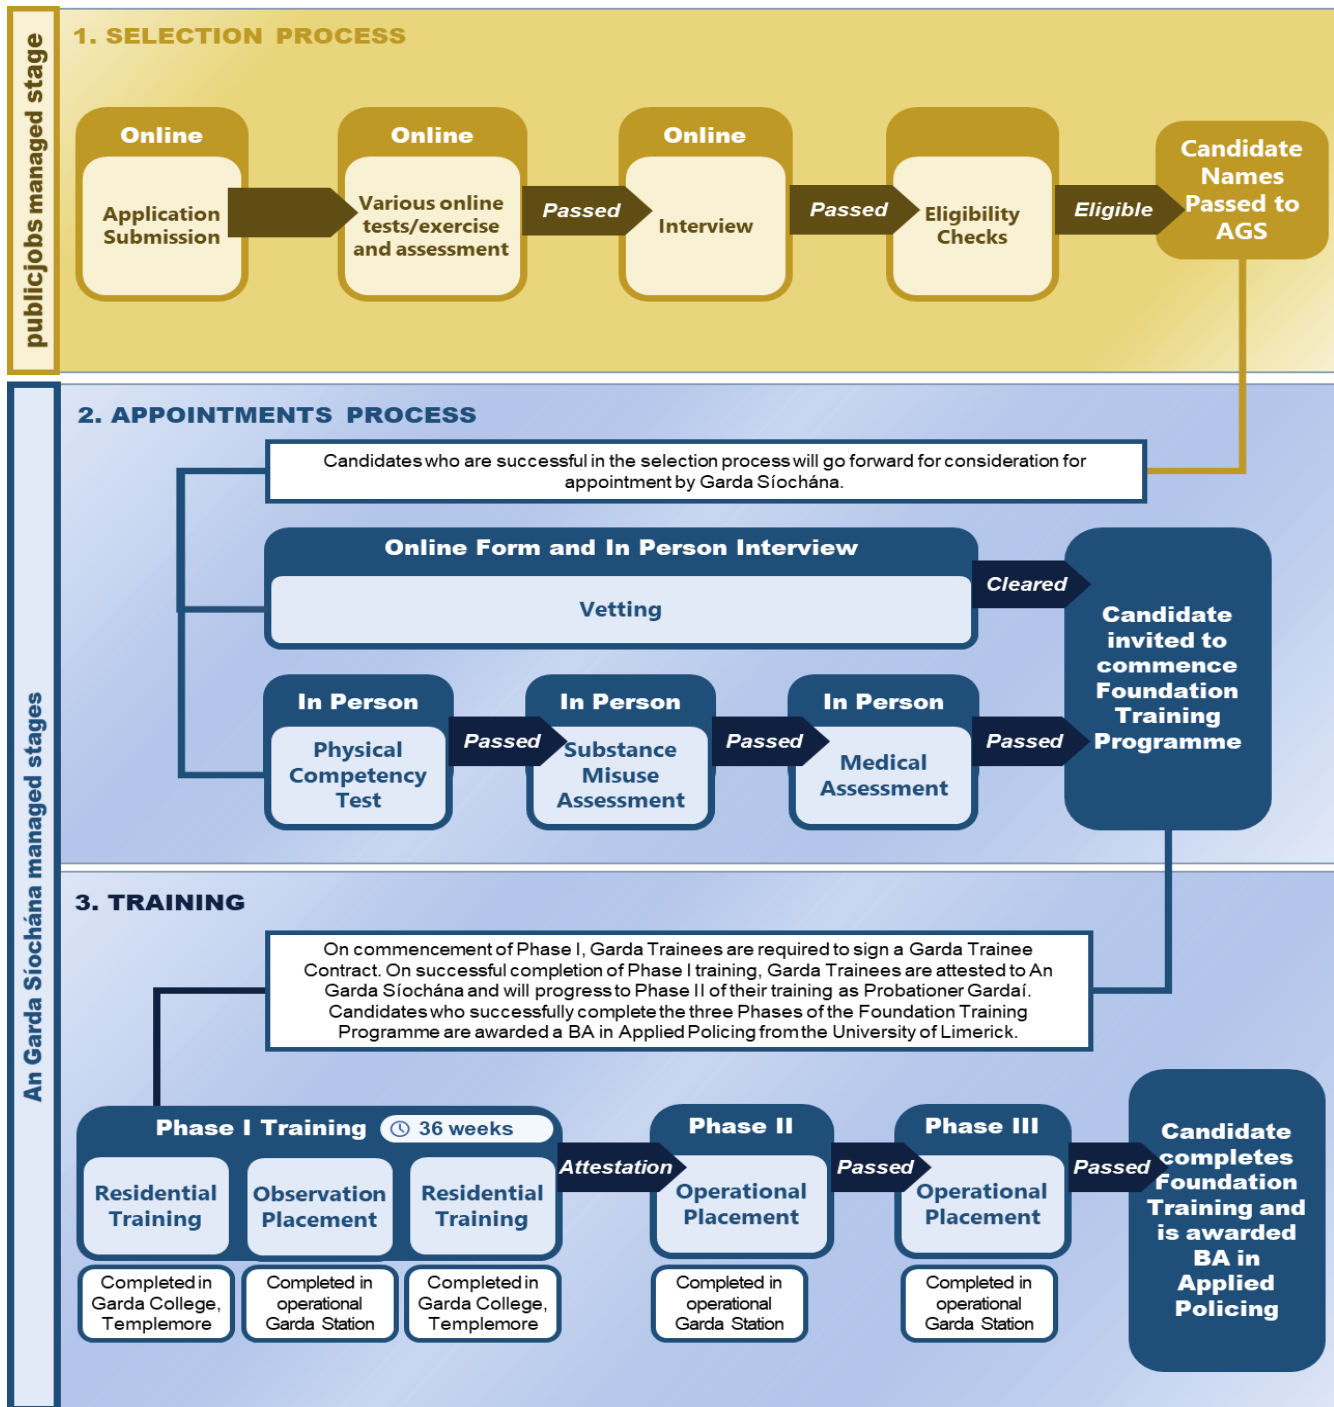 publicjobs managed stage
1. SELECTION PROCESS
Online
Application
Submission
Online
Various online
tests/exercise
and assessment
Passed
Online
Interview
Passed
Eligibility
Checks
Eligible
Candidate
Names
Passed to
AGS
An Garda Síochána managed stages
2. APPOINTMENTS PROCESS
Candidates who are successful in the selection process will go forward for consideration for
appointment by Garda Síochána.
Online Form and In Person Interview
Vetting
Cleared
In Person
Physical
Competency
Test
Passed
In Person
Substance
Misuse
Assessment
Passed
In Person
Medical
Assessment
Passed
Candidate
invited to
commence
Foundation
Training
Programme
3. TRAINING
On commencement of Phase I, Garda Trainees are required to sign a Garda Trainee
Contract. On successful completion of Phase I training, Garda Trainees are attested to An
Garda Síochána and will progress to Phase II of their training as Probationer Gardaí.
Candidates who successfully complete the three Phases of the Foundation Training
Programme are awarded a BA in Applied Policing from the University of Limerick.
Phase I Training
36 weeks
Residential
Training
Observation
Placement
Residential
Training
Completed in
Garda College,
Templemore
Completed in
operational
Garda Station
Completed in
Garda College,
Templemore
Attestation
Phase II
Operational
Placement
Completed in
operational
Garda Station
Passed
Phase III
Operational
Placement
Completed in
operational
Garda Station
Passed
Candidate
completes
Foundation
Training and
is awarded
BA in
Applied
Policing